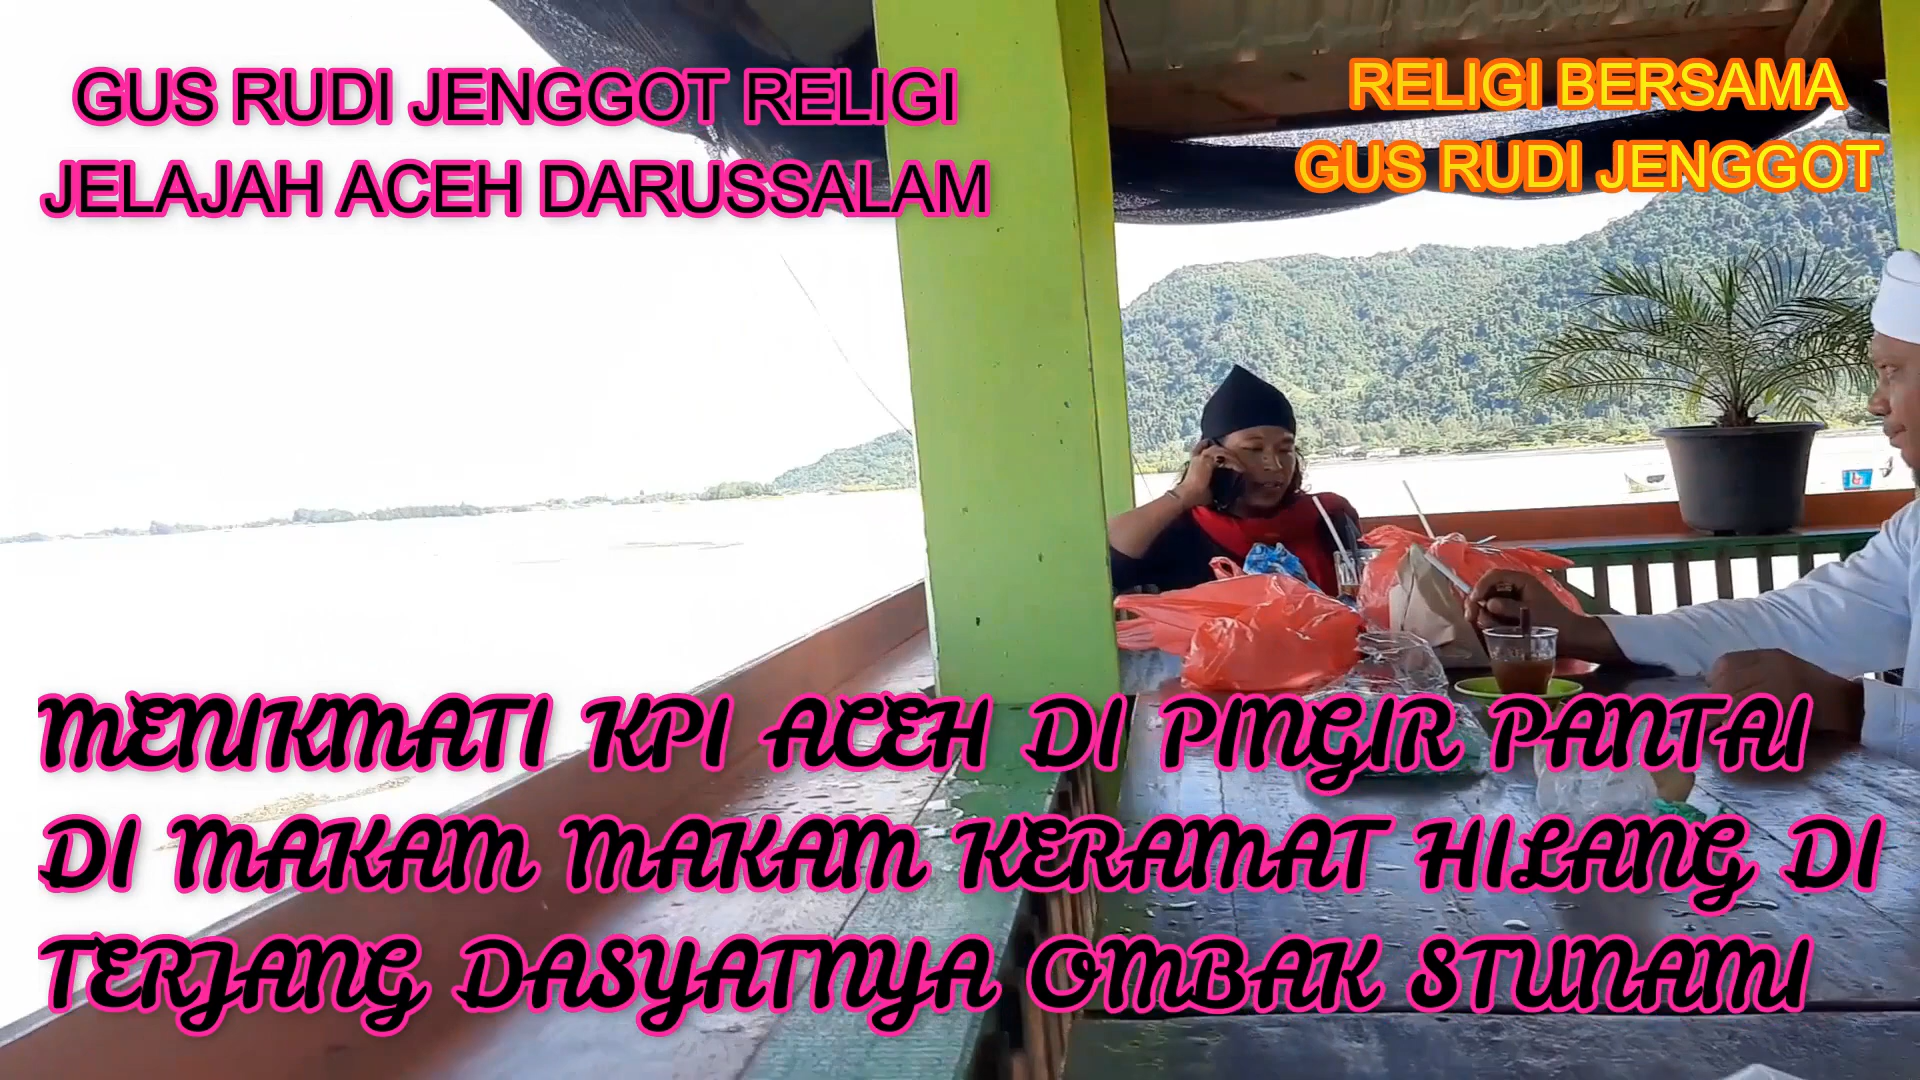 GUS RUDI JENGGOT RELIGI
JELAJAH ACEH DARUSSALAM
RELIGI BERSAMA
GUS RUDI JENGGOT
MENIKMATI KPI ACEH DI PINGIR PANTAI
DI MAKAM MAKAM KERAMAT HILANG DI
TERJANG DASYATNYA OMBAK STUNAMI